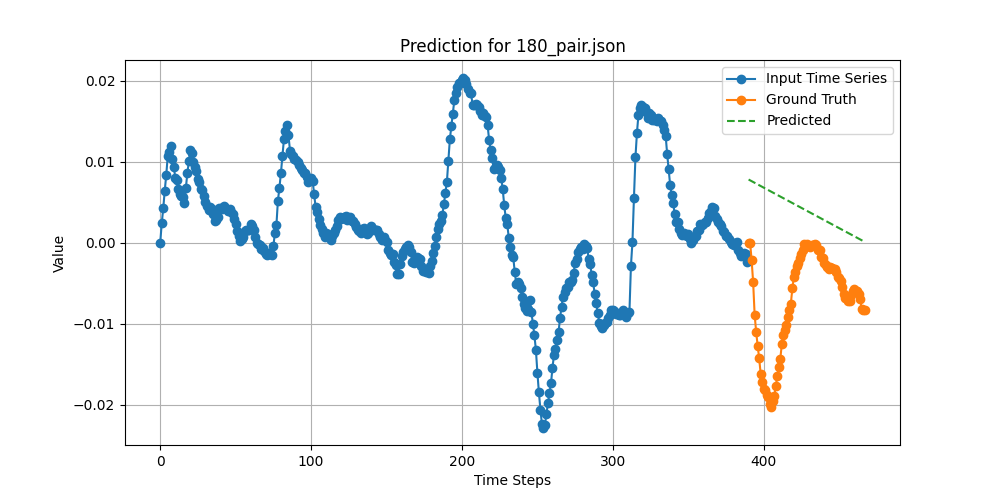 Prediction for 180_pair.json
Input Time Series
Ground Truth
Predicted
Value
0.02
0.01
0.00
−0.01
−0.02
0
100
200
300
400
Time Steps